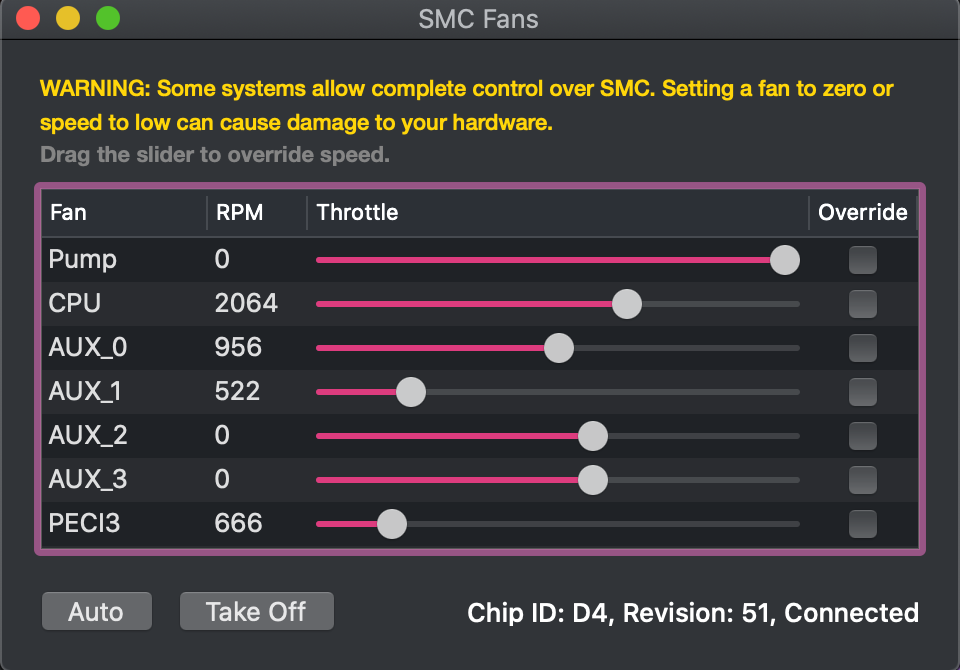 SMC Fans
WARNING: Some systems allow complete control over SMC. Setting a fan to zero or
speed to low can cause damage to your hardware.
Drag the slider to override speed.
Fan RPM Throttle Override
Pump 0
CPU 2064
AUX_0 956
AUX_1 522
AUX_2 0
AUX_3 0
PECI3 666
Auto Take Off Chip ID: D4, Revision: 51, Connected